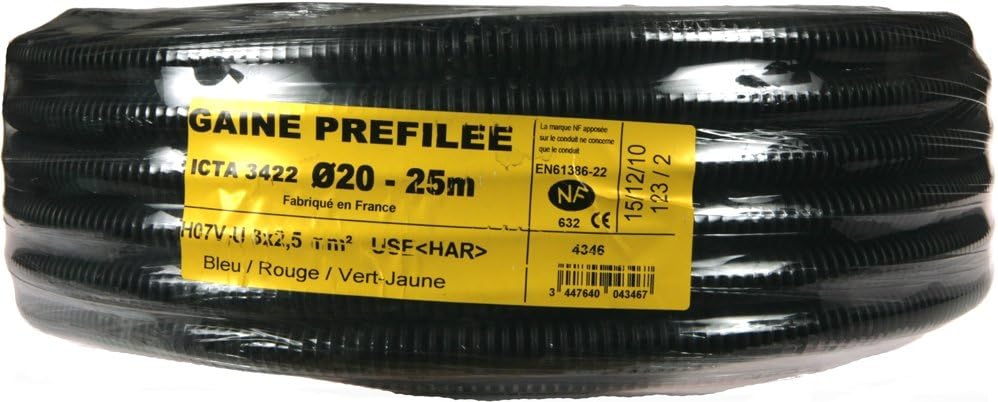 GAINE PREFILEE
ICTA 3422 Ø20 - 25m
Fabriqué en France
H07V-U 3x2,5 mm² USE<HAR>
Bleu / Rouge / Vert-Jaune
La marque NF apposée
sur le conduit ne concerne
que le conduit
EN61386-22
NF
632 CE
15/12/10
123 / 2
4346
3 447640 043467